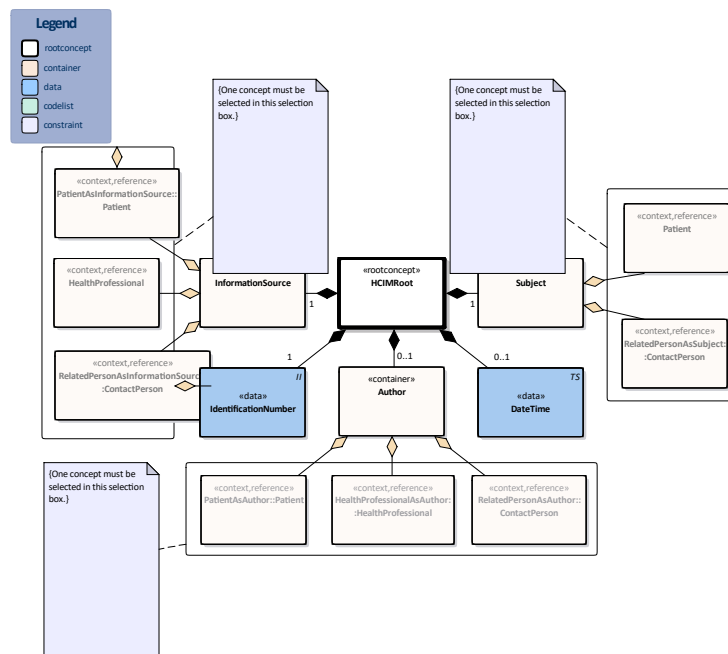 Legend
rootconcept
container
data
codelist
constraint
{One concept must be
selected in this selection
box.}
{One concept must be
selected in this selection
box.}
«context,reference»
PatientAsInformationSource::
Patient
«context,reference»
HealthProfessional
«context,reference»
RelatedPersonAsInformationSourc
:ContactPerson
InformationSource
1
«rootconcept»
HCIMRoot
1
Subject
«context,reference»
Patient
«context,reference»
RelatedPersonAsSubject:
:ContactPerson
1
0..1
0..1
II
«data»
IdentificationNumber
«container»
Author
TS
«data»
DateTime
{One concept must be
selected in this selection
box.}
«context,reference»
PatientAsAuthor::Patient
«context,reference»
HealthProfessionalAsAuthor:
:HealthProfessional
«context,reference»
RelatedPersonAsAuthor::
ContactPerson